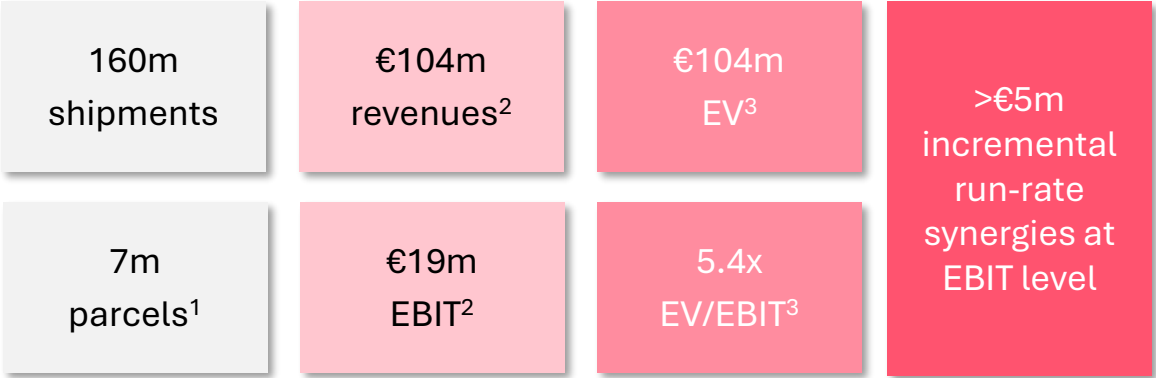 160m
shipments
€104m
revenues²
€104m
EV³
>€5m
incremental
run-rate
synergies at
EBIT level
7m
parcels¹
€19m
EBIT²
5.4x
EV/EBIT³